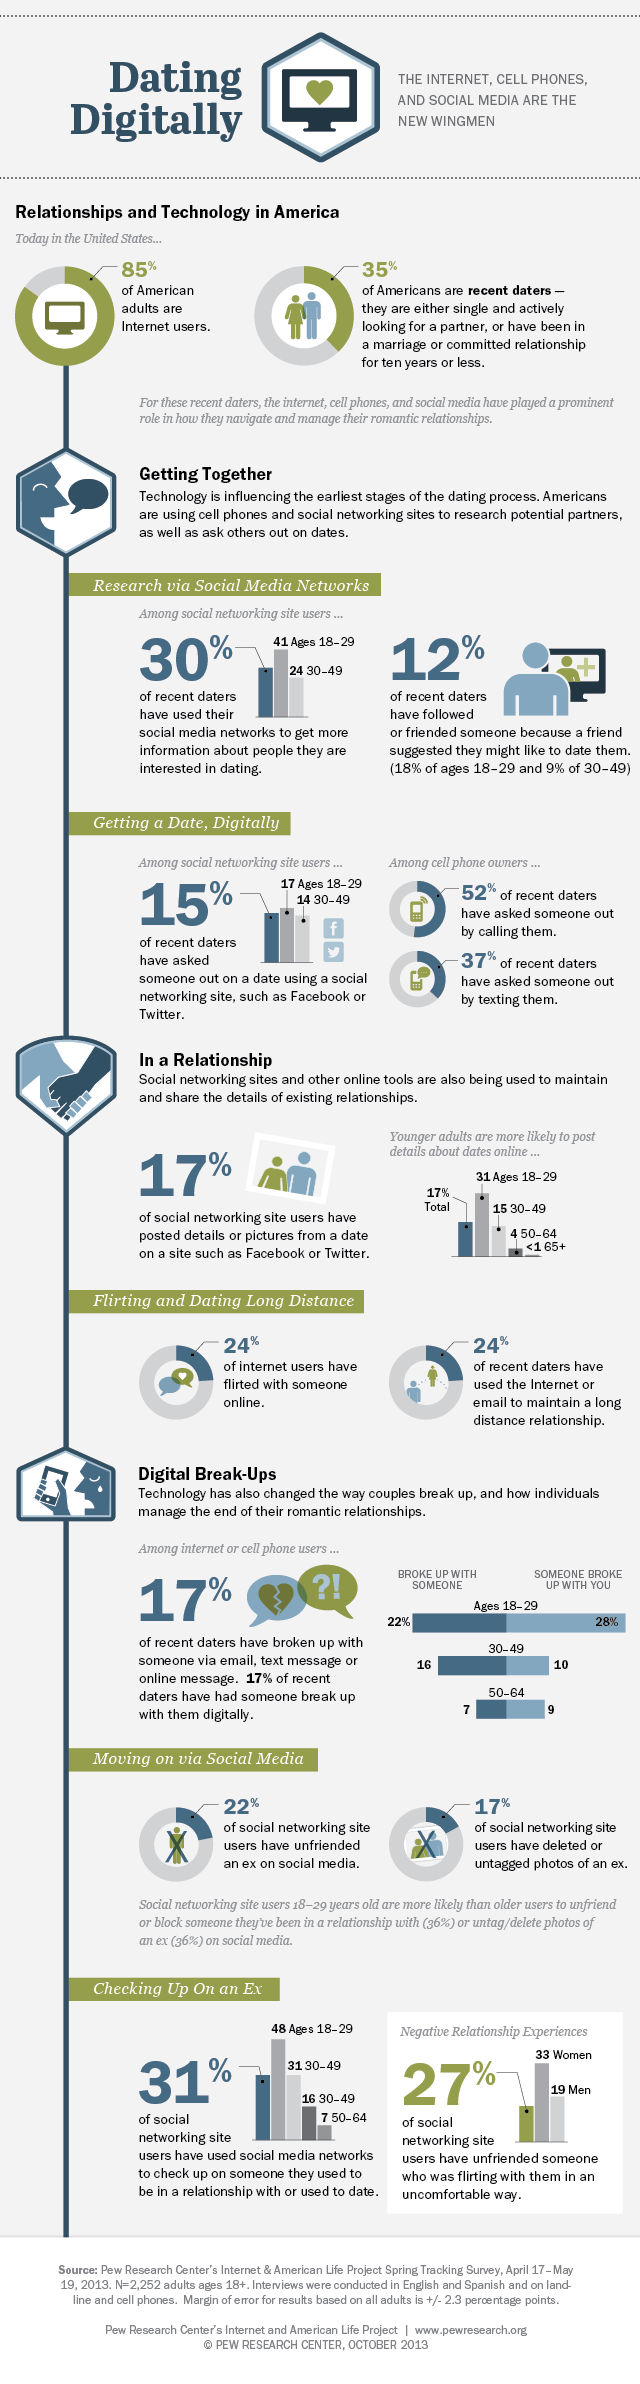 Dating
Digitally
THE INTERNET, CELL PHONES,
AND SOCIAL MEDIA ARE THE
NEW WINGMEN
Relationships and Technology in America
Today in the United States...
85%
of American
adults are
Internet users.
35%
of Americans are recent daters —
they are either single and actively
looking for a partner, or have been in
a marriage or committed relationship
for ten years or less.
For these recent daters, the internet, cell phones, and social media have played a prominent
role in how they navigate and manage their romantic relationships.
Getting Together
Technology is influencing the earliest stages of the dating process. Americans
are using cell phones and social networking sites to research potential partners,
as well as ask others out on dates.
Research via Social Media Networks
Among social networking site users ...
30%
41 Ages 18–29
24 30–49
of recent daters
have used their
social media networks to get more
information about people they are
interested in dating.
12%
of recent daters
have followed
or friended someone because a friend
suggested they might like to date them.
(18% of ages 18–29 and 9% of 30–49)
Getting a Date, Digitally
Among social networking site users ...
15%
17 Ages 18–29
14 30–49
of recent daters
have asked
someone out on a date using a social
networking site, such as Facebook or
Twitter.
Among cell phone owners ...
52% of recent daters
have asked someone out
by calling them.
37% of recent daters
have asked someone out
by texting them.
In a Relationship
Social networking sites and other online tools are also being used to maintain
and share the details of existing relationships.
17%
of social networking site users have
posted details or pictures from a date
on a site such as Facebook or Twitter.
Younger adults are more likely to post
details about dates online ...
17%
Total
31 Ages 18–29
15 30–49
4 50–64
<1 65+
Flirting and Dating Long Distance
24%
of internet users have
flirted with someone
online.
24%
of recent daters have
used the Internet or
email to maintain a long
distance relationship.
Digital Break-Ups
Technology has also changed the way couples break up, and how individuals
manage the end of their romantic relationships.
Among internet or cell phone users ...
17%
?!
of recent daters have broken up with
someone via email, text message or
online message. 17% of recent
daters have had someone break up
with them digitally.
BROKE UP WITH
SOMEONE
SOMEONE BROKE
UP WITH YOU
Ages 18–29
22% 28%
30–49
16 10
50–64
7 9
Moving on via Social Media
22%
of social networking site
users have unfriended
an ex on social media.
17%
of social networking site
users have deleted or
untagged photos of an ex.
Social networking site users 18–29 years old are more likely than older users to unfriend
or block someone they've been in a relationship with (36%) or untag/delete photos of
an ex (36%) on social media.
Checking Up On an Ex
31%
48 Ages 18–29
31 30–49
16 30–49
7 50–64
of social
networking site
users have used social media networks
to check up on someone they used to
be in a relationship with or used to date.
Negative Relationship Experiences
27%
33 Women
19 Men
of social
networking site
users have unfriended someone
who was flirting with them in an
uncomfortable way.
Source: Pew Research Center's Internet & American Life Project Spring Tracking Survey, April 17–May
19, 2013. N=2,252 adults ages 18+. Interviews were conducted in English and Spanish and on land-
line and cell phones. Margin of error for results based on all adults is +/- 2.3 percentage points.
Pew Research Center's Internet and American Life Project | www.pewresearch.org
© PEW RESEARCH CENTER, OCTOBER 2013